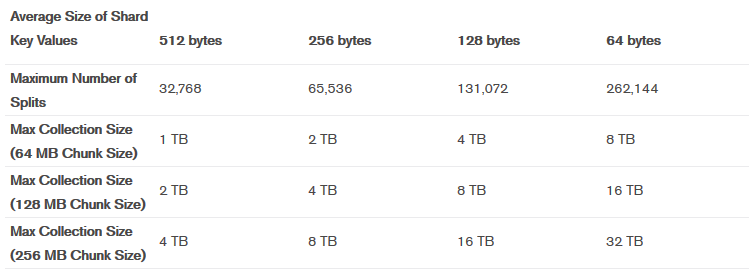 Average Size of Shard
Key Values 512 bytes 256 bytes 128 bytes 64 bytes
Maximum Number of
Splits 32,768 65,536 131,072 262,144
Max Collection Size
(64 MB Chunk Size) 1 TB 2 TB 4 TB 8 TB
Max Collection Size
(128 MB Chunk Size) 2 TB 4 TB 8 TB 16 TB
Max Collection Size
(256 MB Chunk Size) 4 TB 8 TB 16 TB 32 TB